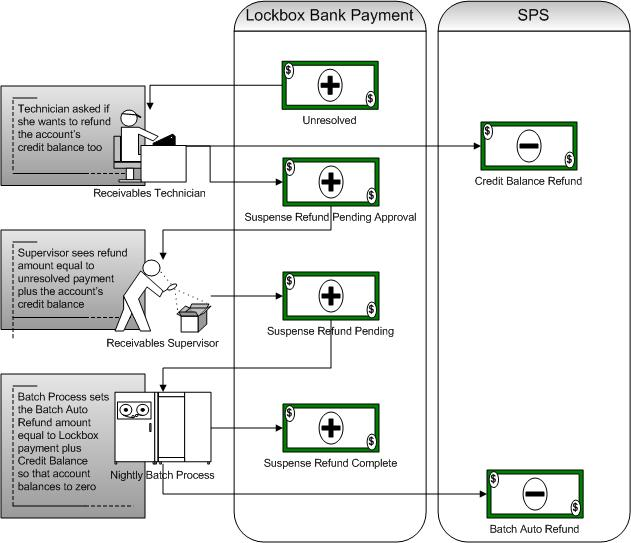 Lockbox Bank Payment
SPS
$
$
Unresolved
Technician asked if
she wants to refund
the account's
credit balance too
Receivables Technician
$
$
Credit Balance Refund
$
$
Suspense Refund Pending Approval
Supervisor sees refund
amount equal to
unresolved payment
plus the account's
credit balance
Receivables Supervisor
$
$
Suspense Refund Pending
Batch Process sets
the Batch Auto
Refund amount
equal to Lockbox
payment plus
Credit Balance
so that account
balances to zero
Nightly Batch Process
$
$
Suspense Refund Complete
$
$
Batch Auto Refund